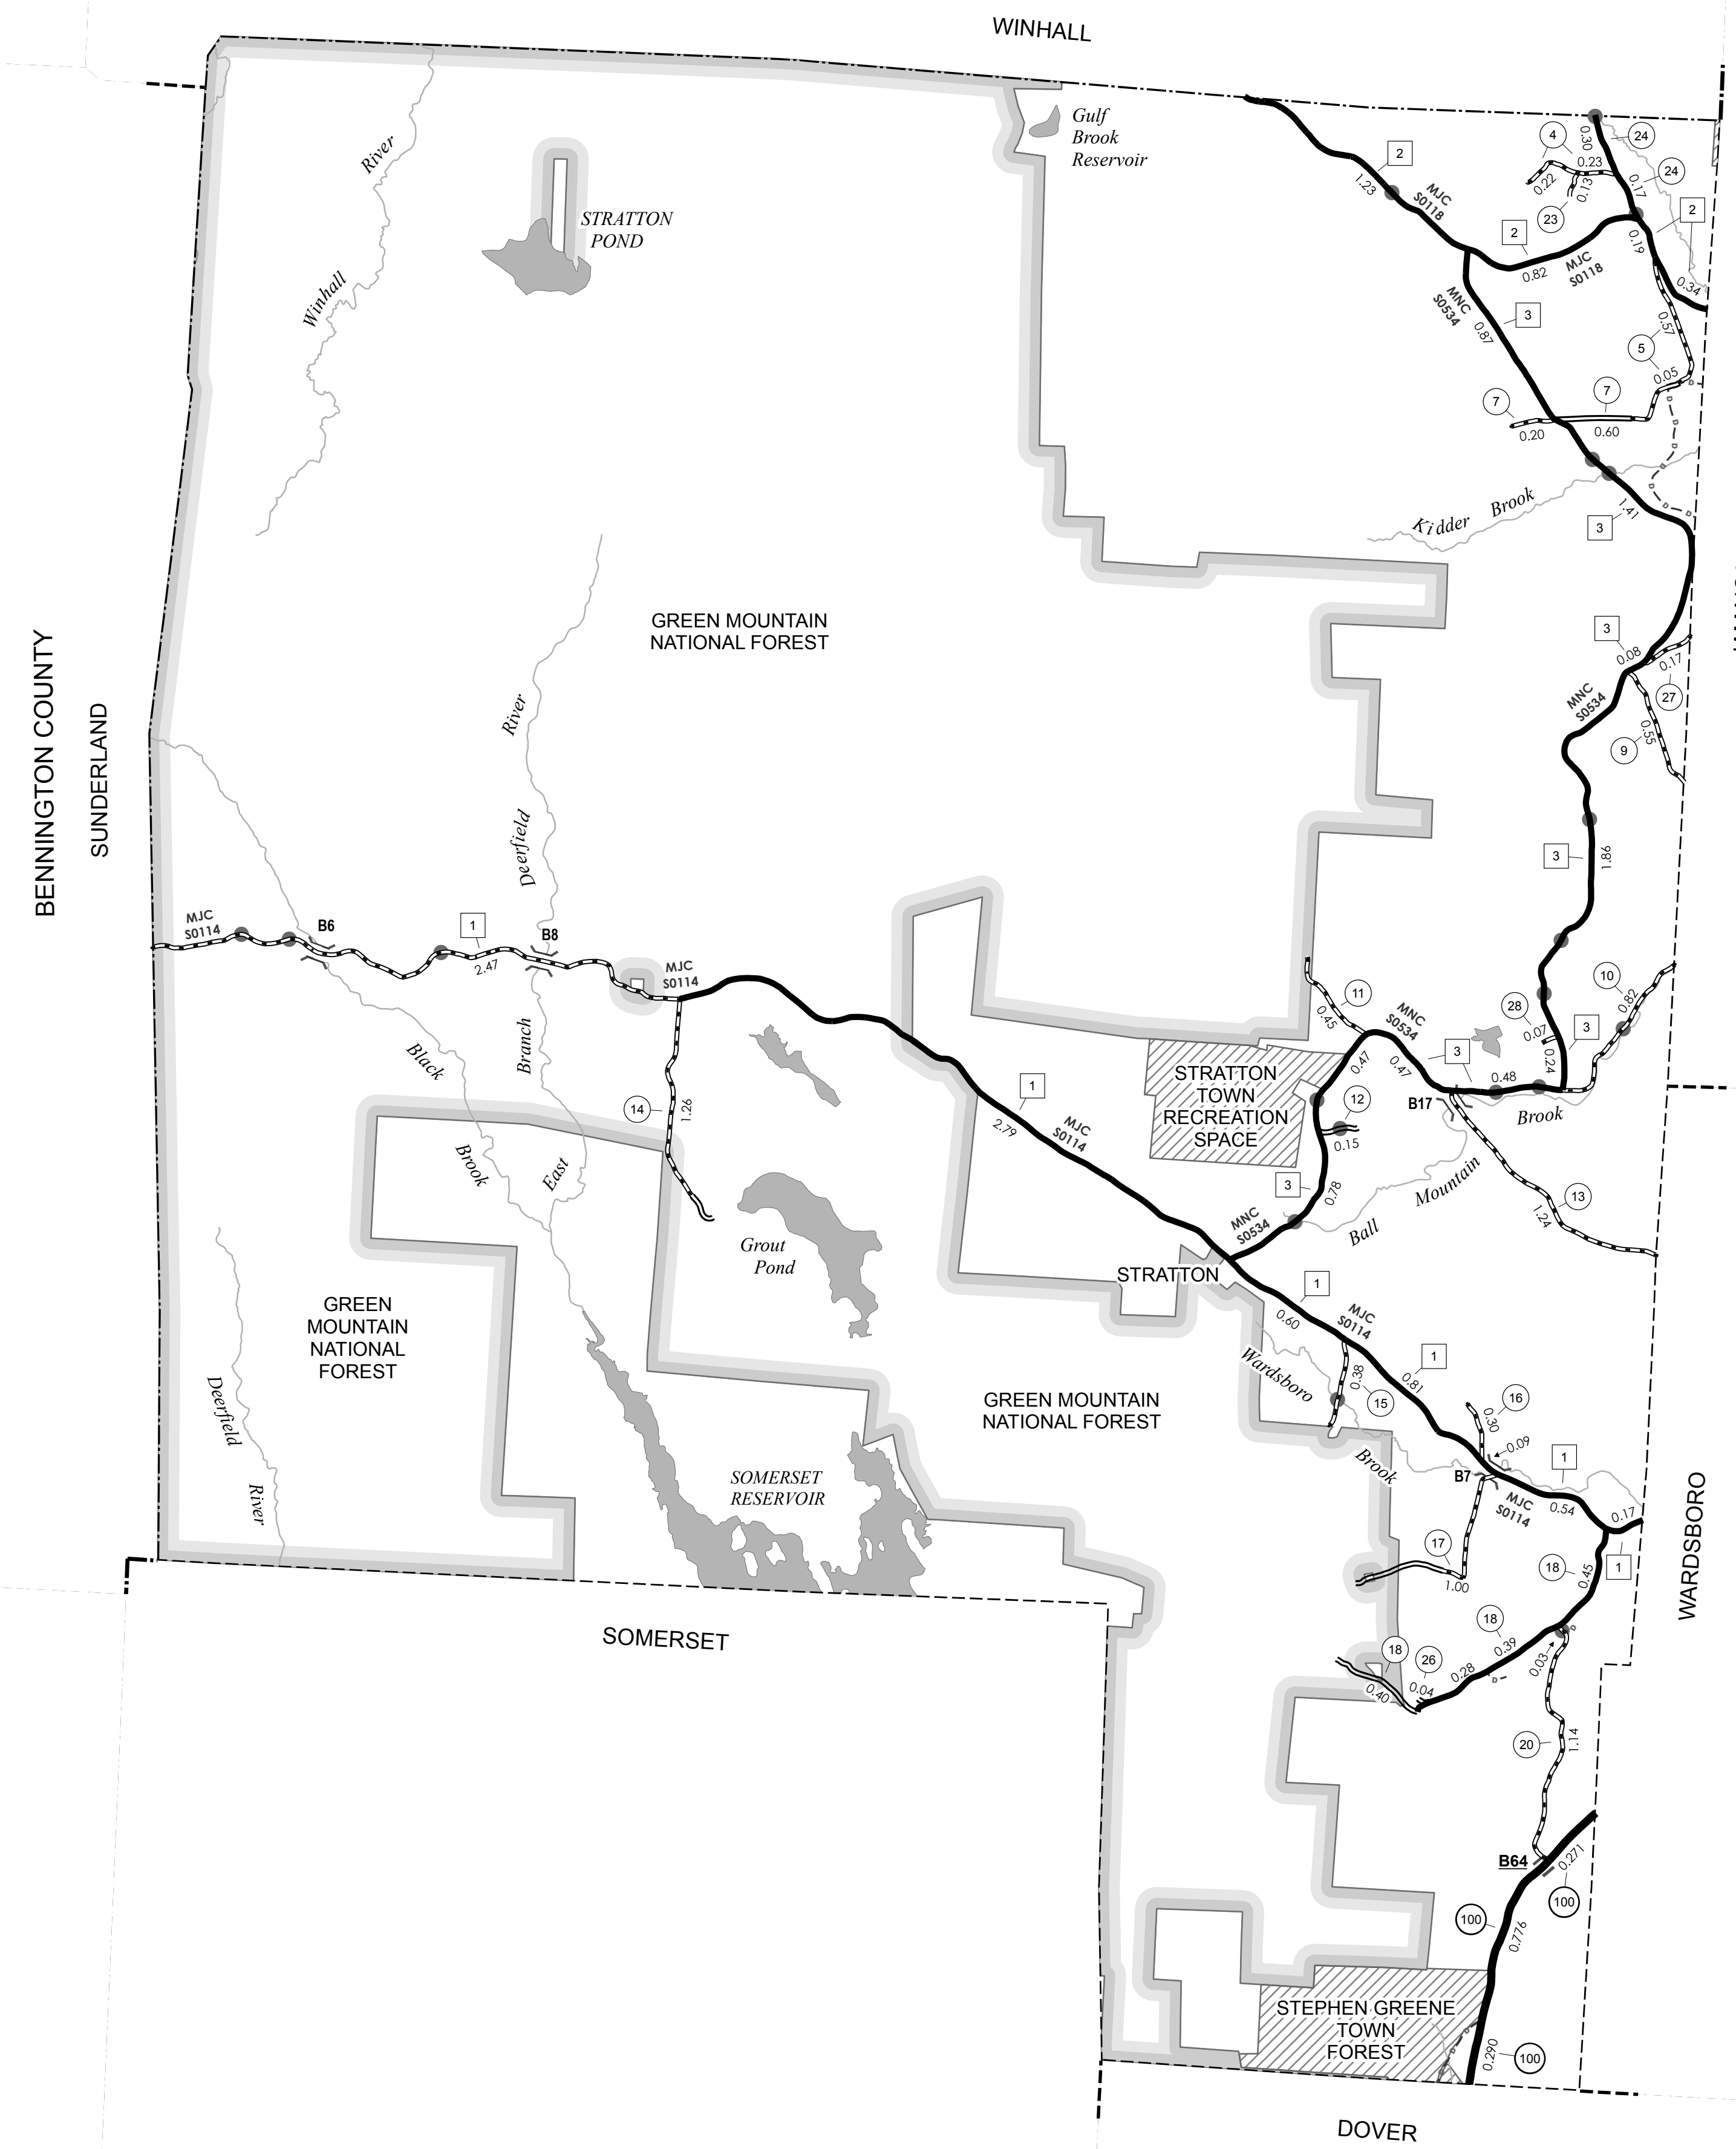 WINHALL
Gulf
Brook
Reservoir
2
1.23
MJC
S0118
4
0.30
24
0.23
0.22
0.13
23
24
0.17
2
2
0.82
MJC
S0118
0.19
0.34
River
Winhall
STRATTON
POND
MNC
S0534
0.87
3
0.57
5
0.05
7
7
0.20
0.60
Kidder
Brook
1.41
3
GREEN MOUNTAIN
NATIONAL FOREST
3
0.08
0.17
27
MNC
S0534
0.55
9
BENNINGTON COUNTY
SUNDERLAND
River
Deerfield
3
1.86
MJC
S0114
B6
1
2.47
B8
MJC
S0114
11
0.45
MNC
S0534
10
0.82
28
0.07
3
0.24
3
0.47
0.47
0.48
B17
Brook
Black
Branch
1
2.79
MJC
S0114
STRATTON
TOWN
RECREATION
SPACE
12
0.15
14
1.26
Brook
East
3
0.78
MNC
S0534
Mountain
Ball
13
1.24
Grout
Pond
STRATTON
GREEN
MOUNTAIN
NATIONAL
FOREST
1
0.60
MJC
S0114
1
0.81
Wardsboro
0.38
15
Deerfield
River
GREEN MOUNTAIN
NATIONAL FOREST
16
0.30
0.09
1
Brook
B7
MJC
S0114
0.54
0.17
SOMERSET
RESERVOIR
WARDSBORO
17
1.00
18
0.45
1
SOMERSET
18
0.39
18
26
0.28
0.03
0.40
0.04
20
1.14
B64
0.271
100
100
0.776
STEPHEN GREENE
TOWN
FOREST
0.290
100
DOVER